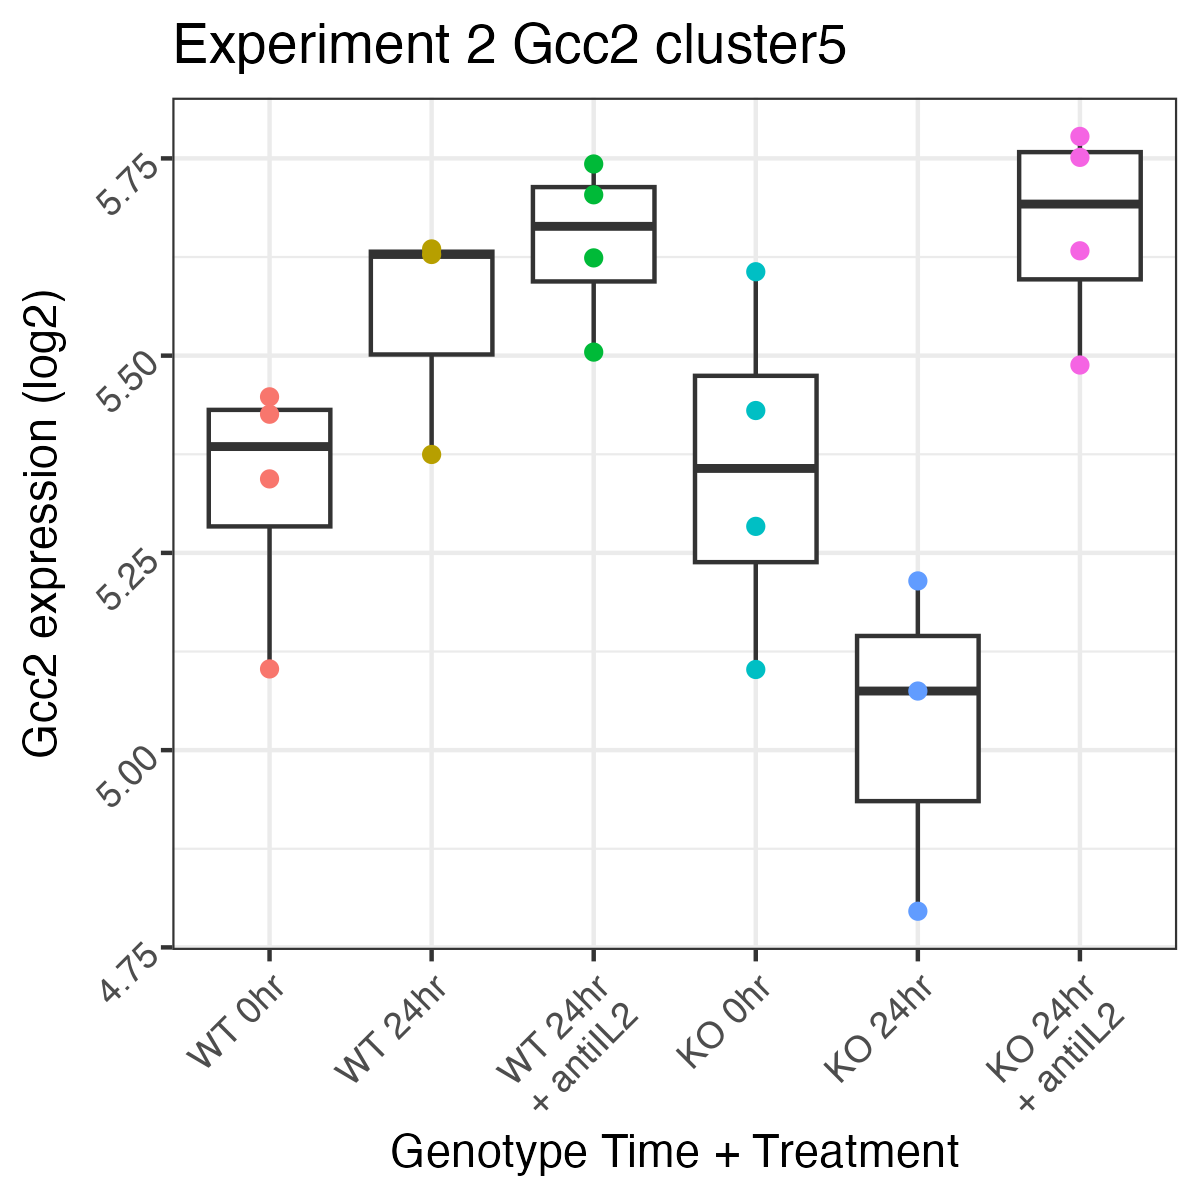 Experiment 2 Gcc2 cluster5
Gcc2 expression (log2)
5.75
5.50
5.25
5.00
4.75
WT 0hr
WT 24hr
WT 24hr
+ antiIL2
KO 0hr
KO 24hr
KO 24hr
+ antiIL2
Genotype Time + Treatment